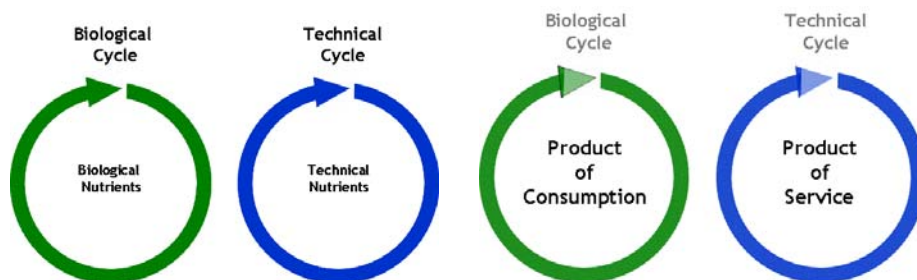 Biological
Cycle
Biological
Nutrients
Technical
Cycle
Technical
Nutrients
Biological
Cycle
Product
of
Consumption
Technical
Cycle
Product
of
Service